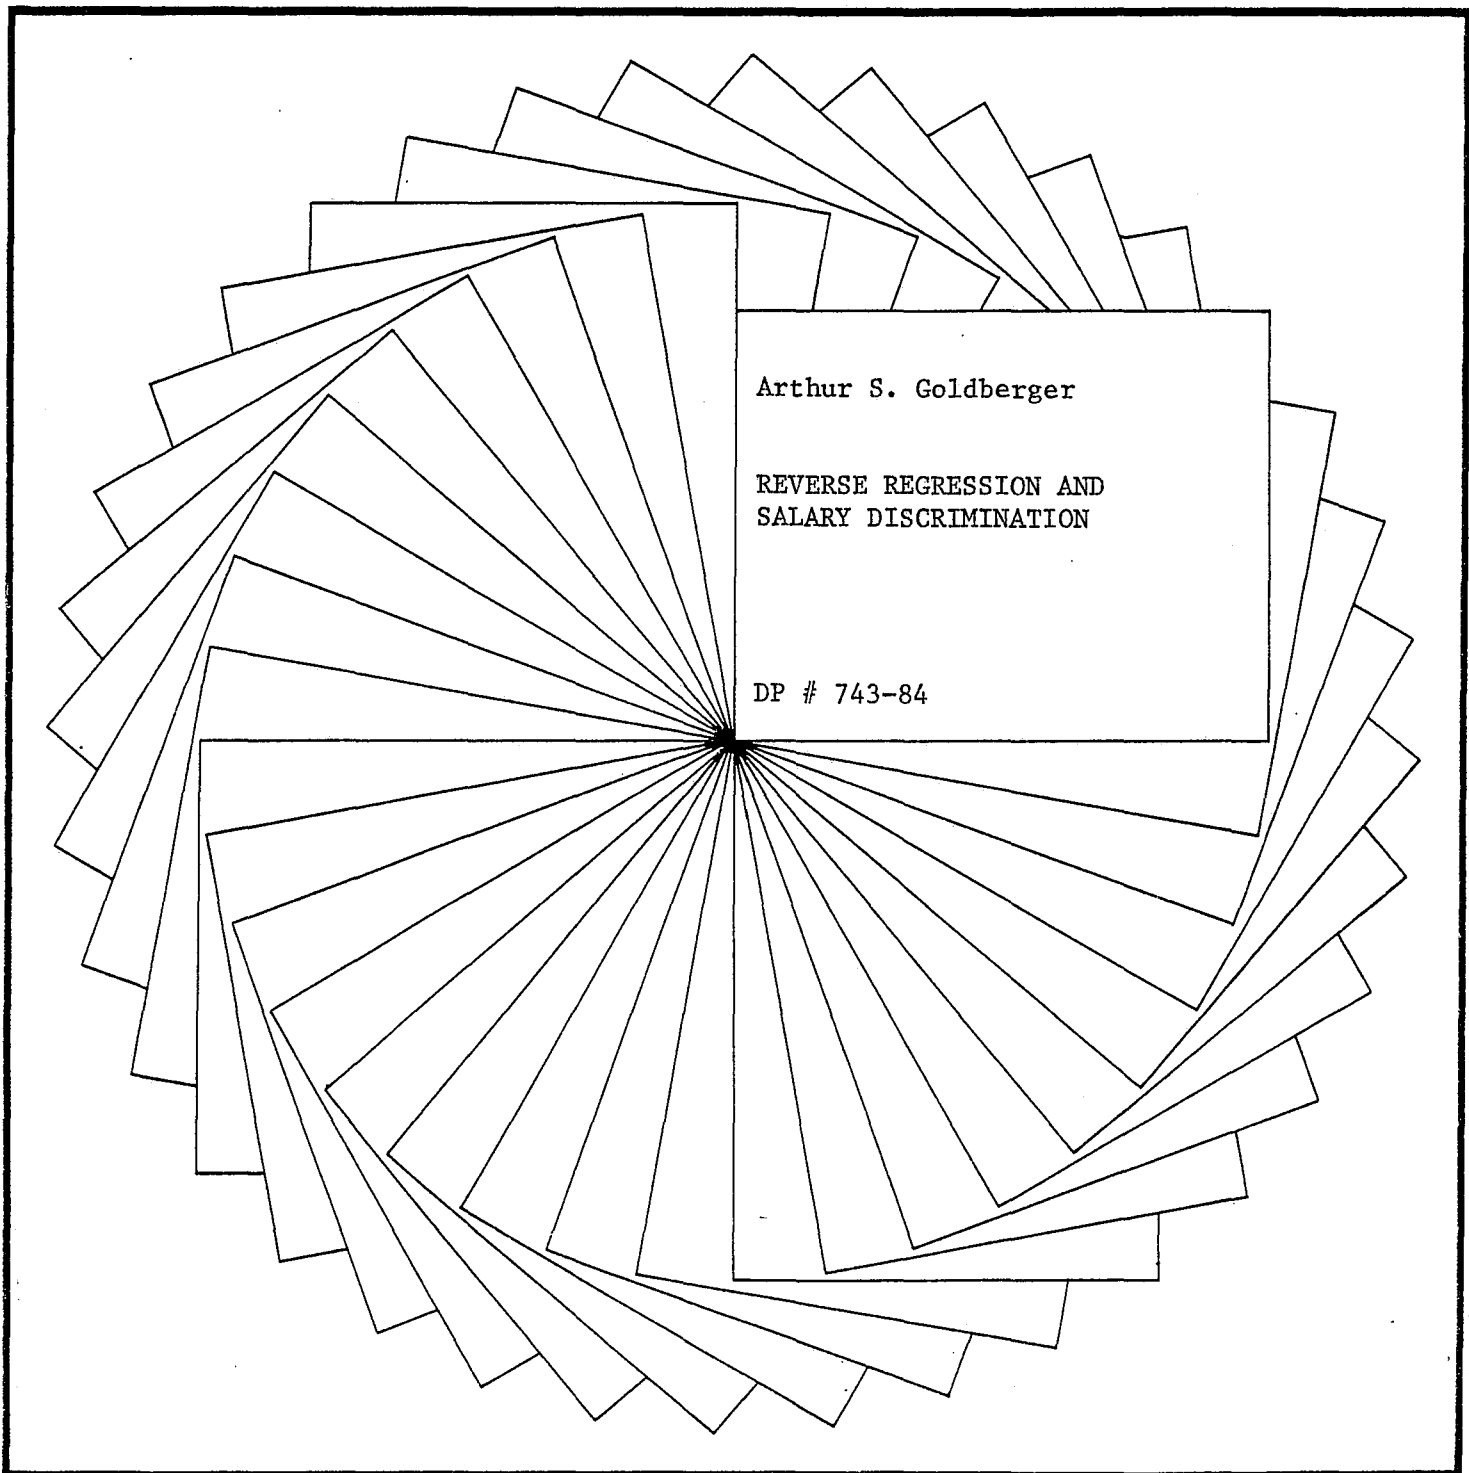 Arthur S. Goldberger
REVERSE REGRESSION AND
SALARY DISCRIMINATION
DP # 743-84